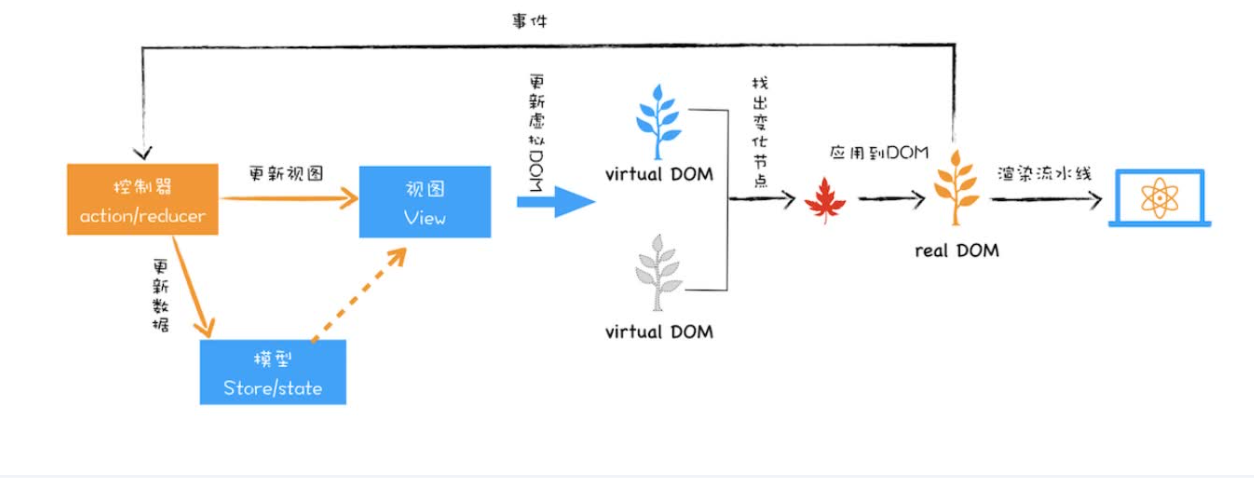 事件
控制器
action/reducer
更新视图
视图
View
更新数据
模型
Store/state
更新虚拟DOM
virtual DOM
virtual DOM
找出变化节点
应用到DOM
real DOM
渲染流水线